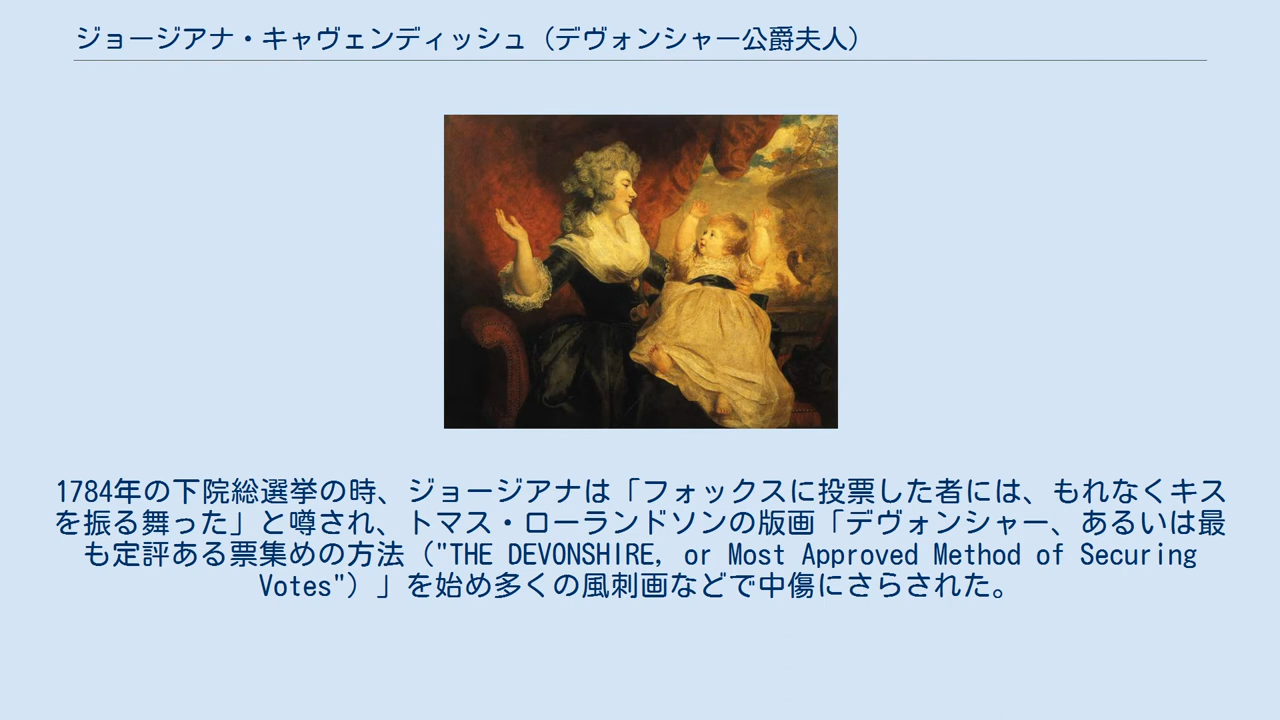 ジョージアナ・キャヴェンディッシュ（デヴォンシャー公爵夫人）
1784年の下院総選挙の時、ジョージアナは「フォックスに投票した者には、もれなくキス
を振る舞った」と噂され、トマス・ローランドソンの版画「デヴォンシャー、あるいは最
も定評ある票集めの方法（"THE DEVONSHIRE, or Most Approved Method of Securing
Votes"）」を始め多くの風刺画などで中傷にさらされた。